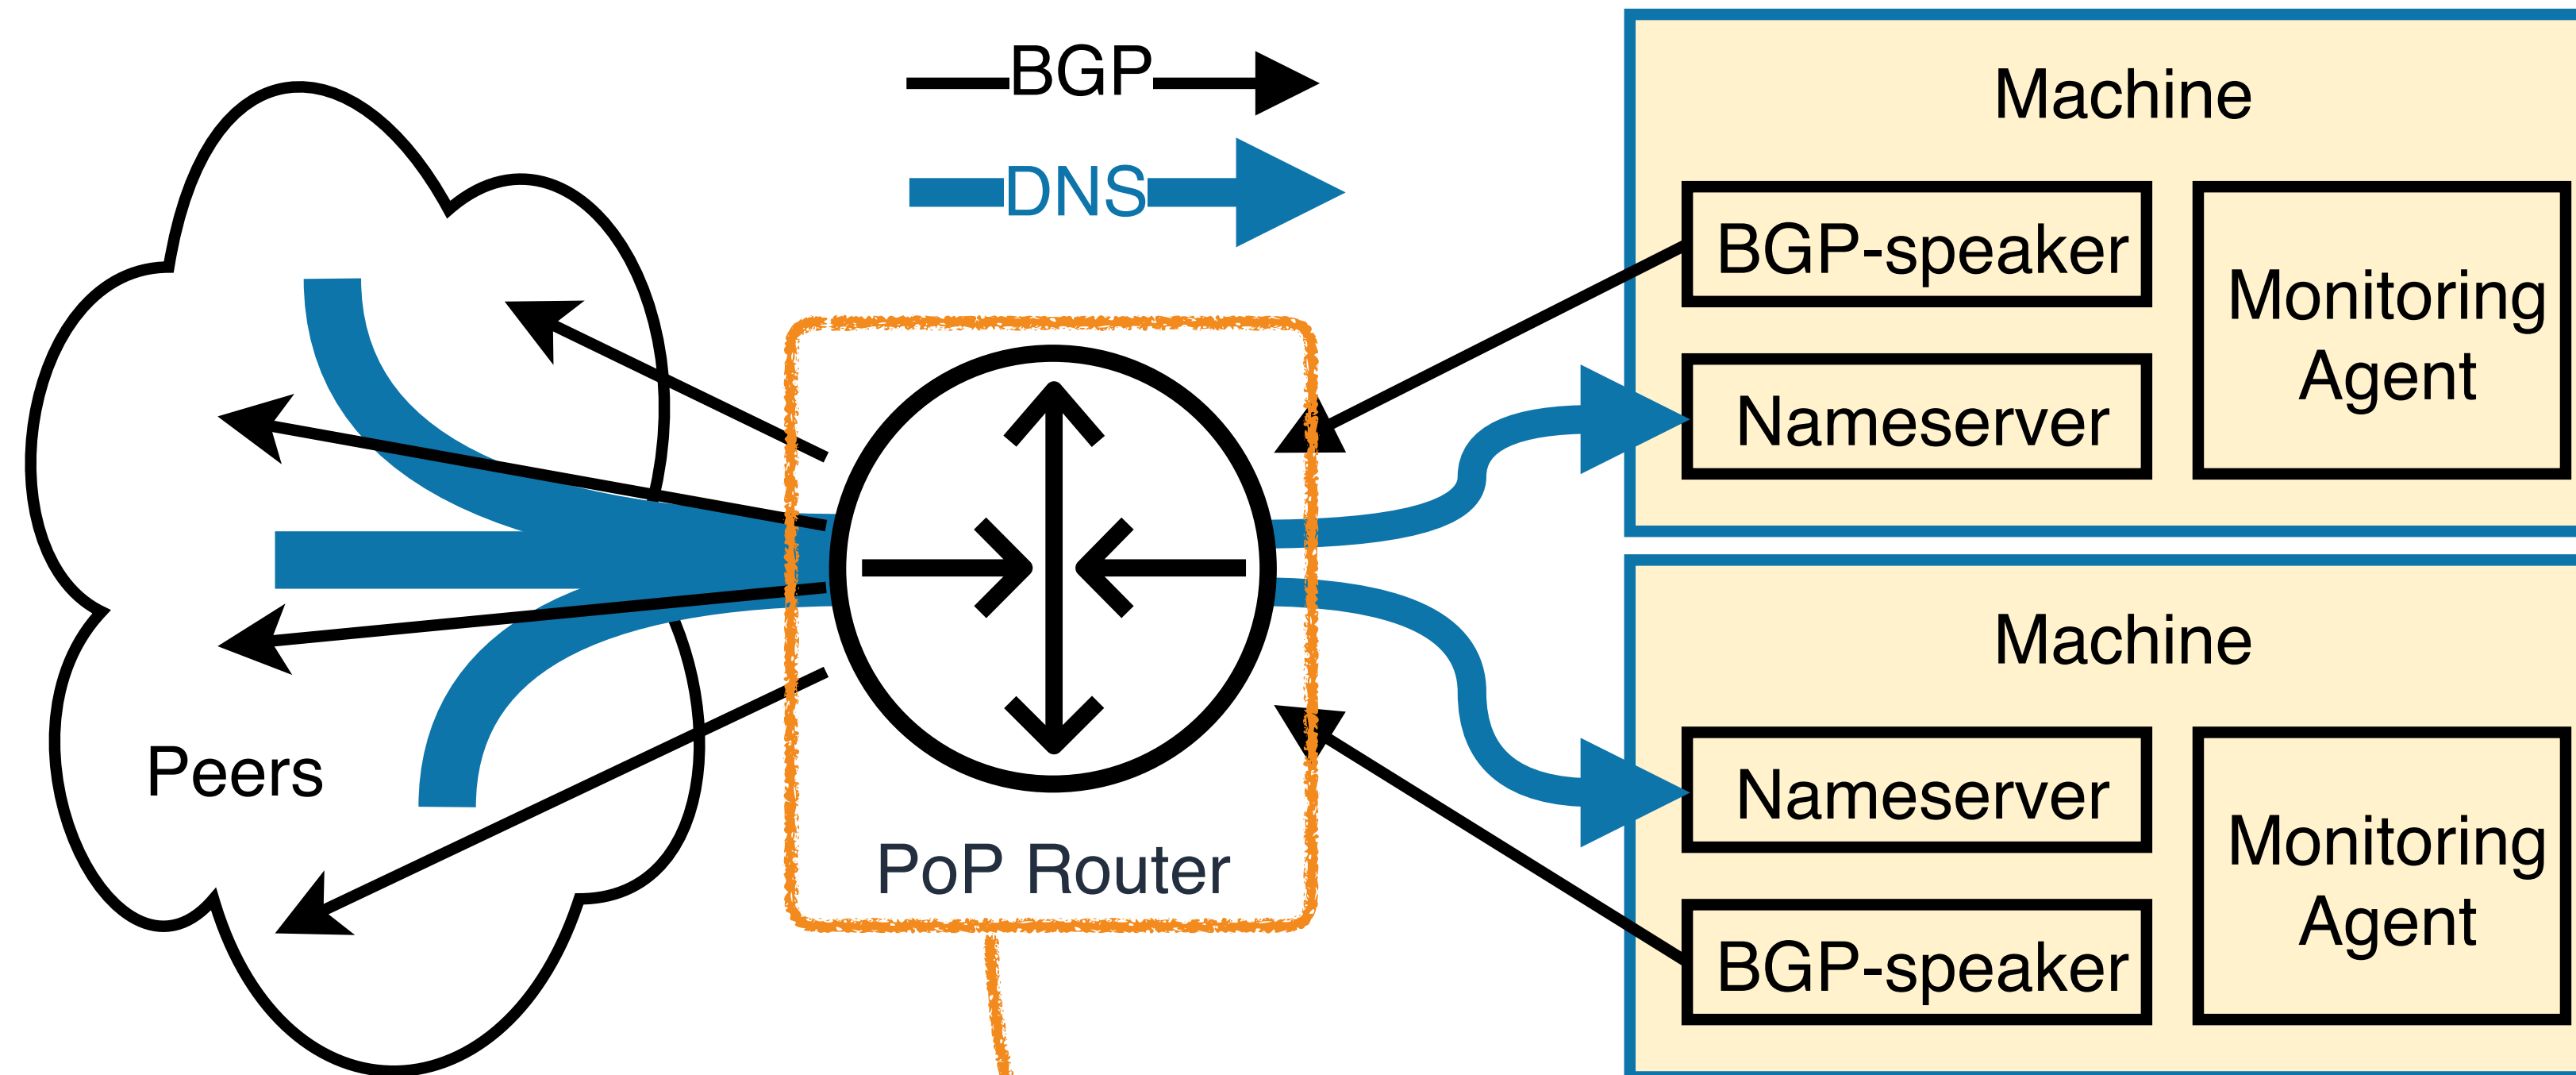 BGP
DNS
Peers
PoP Router
Machine
BGP-speaker
Nameserver
Monitoring
Agent
Machine
Nameserver
BGP-speaker
Monitoring
Agent